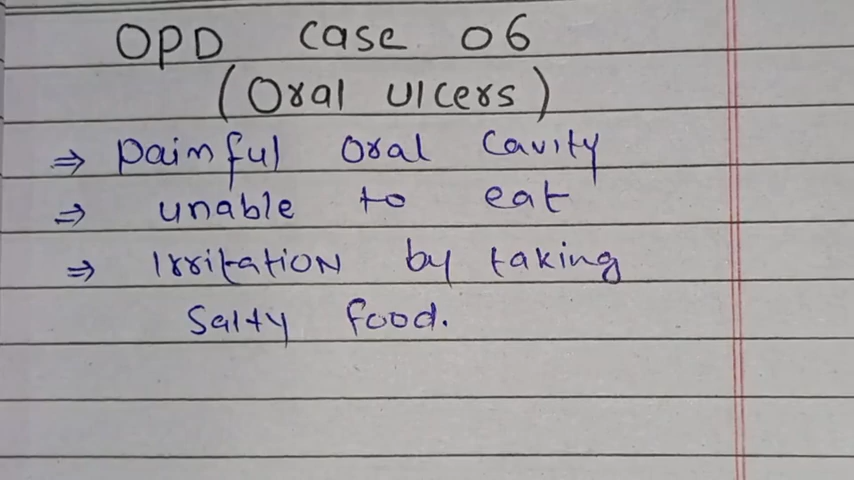 OPD case 06
(Oral ulcers)
⇒ painful oral cavity
⇒ unable to eat
⇒ IrritatioN by taking
salty food.